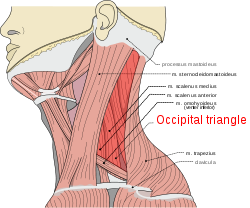 processus mastoideus
m. sternocleidomastoideus
m. scalenus medius
m. scalenus anterior
m. omohyoideus
(venter inferior)
Occipital triangle
m. trapezius
clavicula